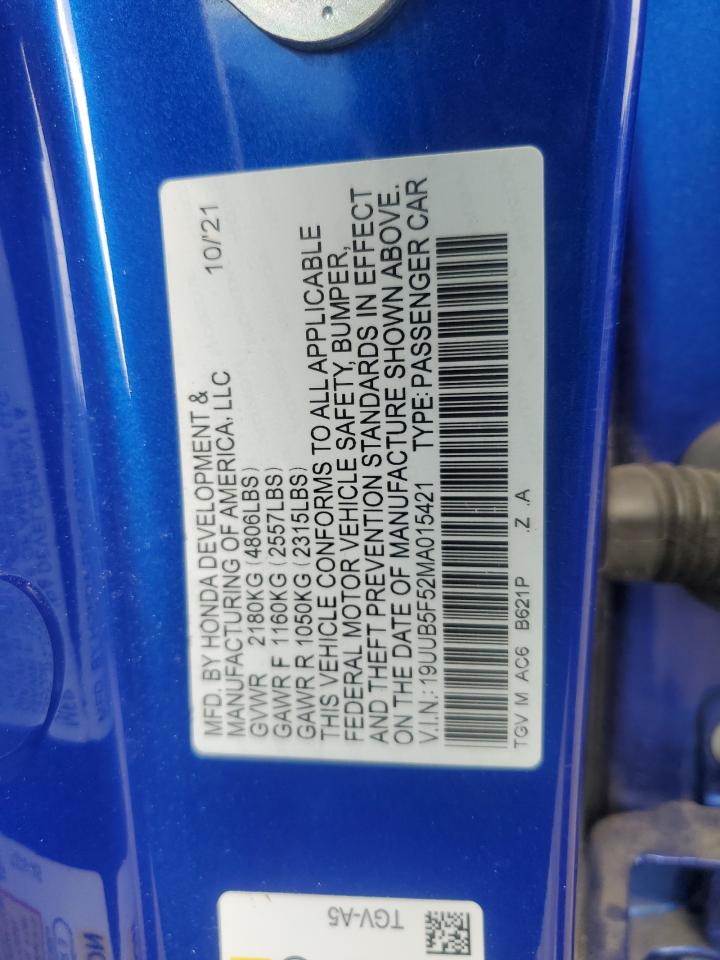 MFD. BY HONDA DEVELOPMENT & 10/'21
MANUFACTURING OF AMERICA, LLC
GVWR 2180KG (4806LBS)
GAWR F 1160KG (2557LBS)
GAWR R 1050KG (2315LBS)
THIS VEHICLE CONFORMS TO ALL APPLICABLE
FEDERAL MOTOR VEHICLE SAFETY, BUMPER,
AND THEFT PREVENTION STANDARDS IN EFFECT
ON THE DATE OF MANUFACTURE SHOWN ABOVE.
V.I.N.: 19UUB5F52MA015421 TYPE: PASSENGER CAR
TGV M AC6 B621P .Z .A
TGV-A5